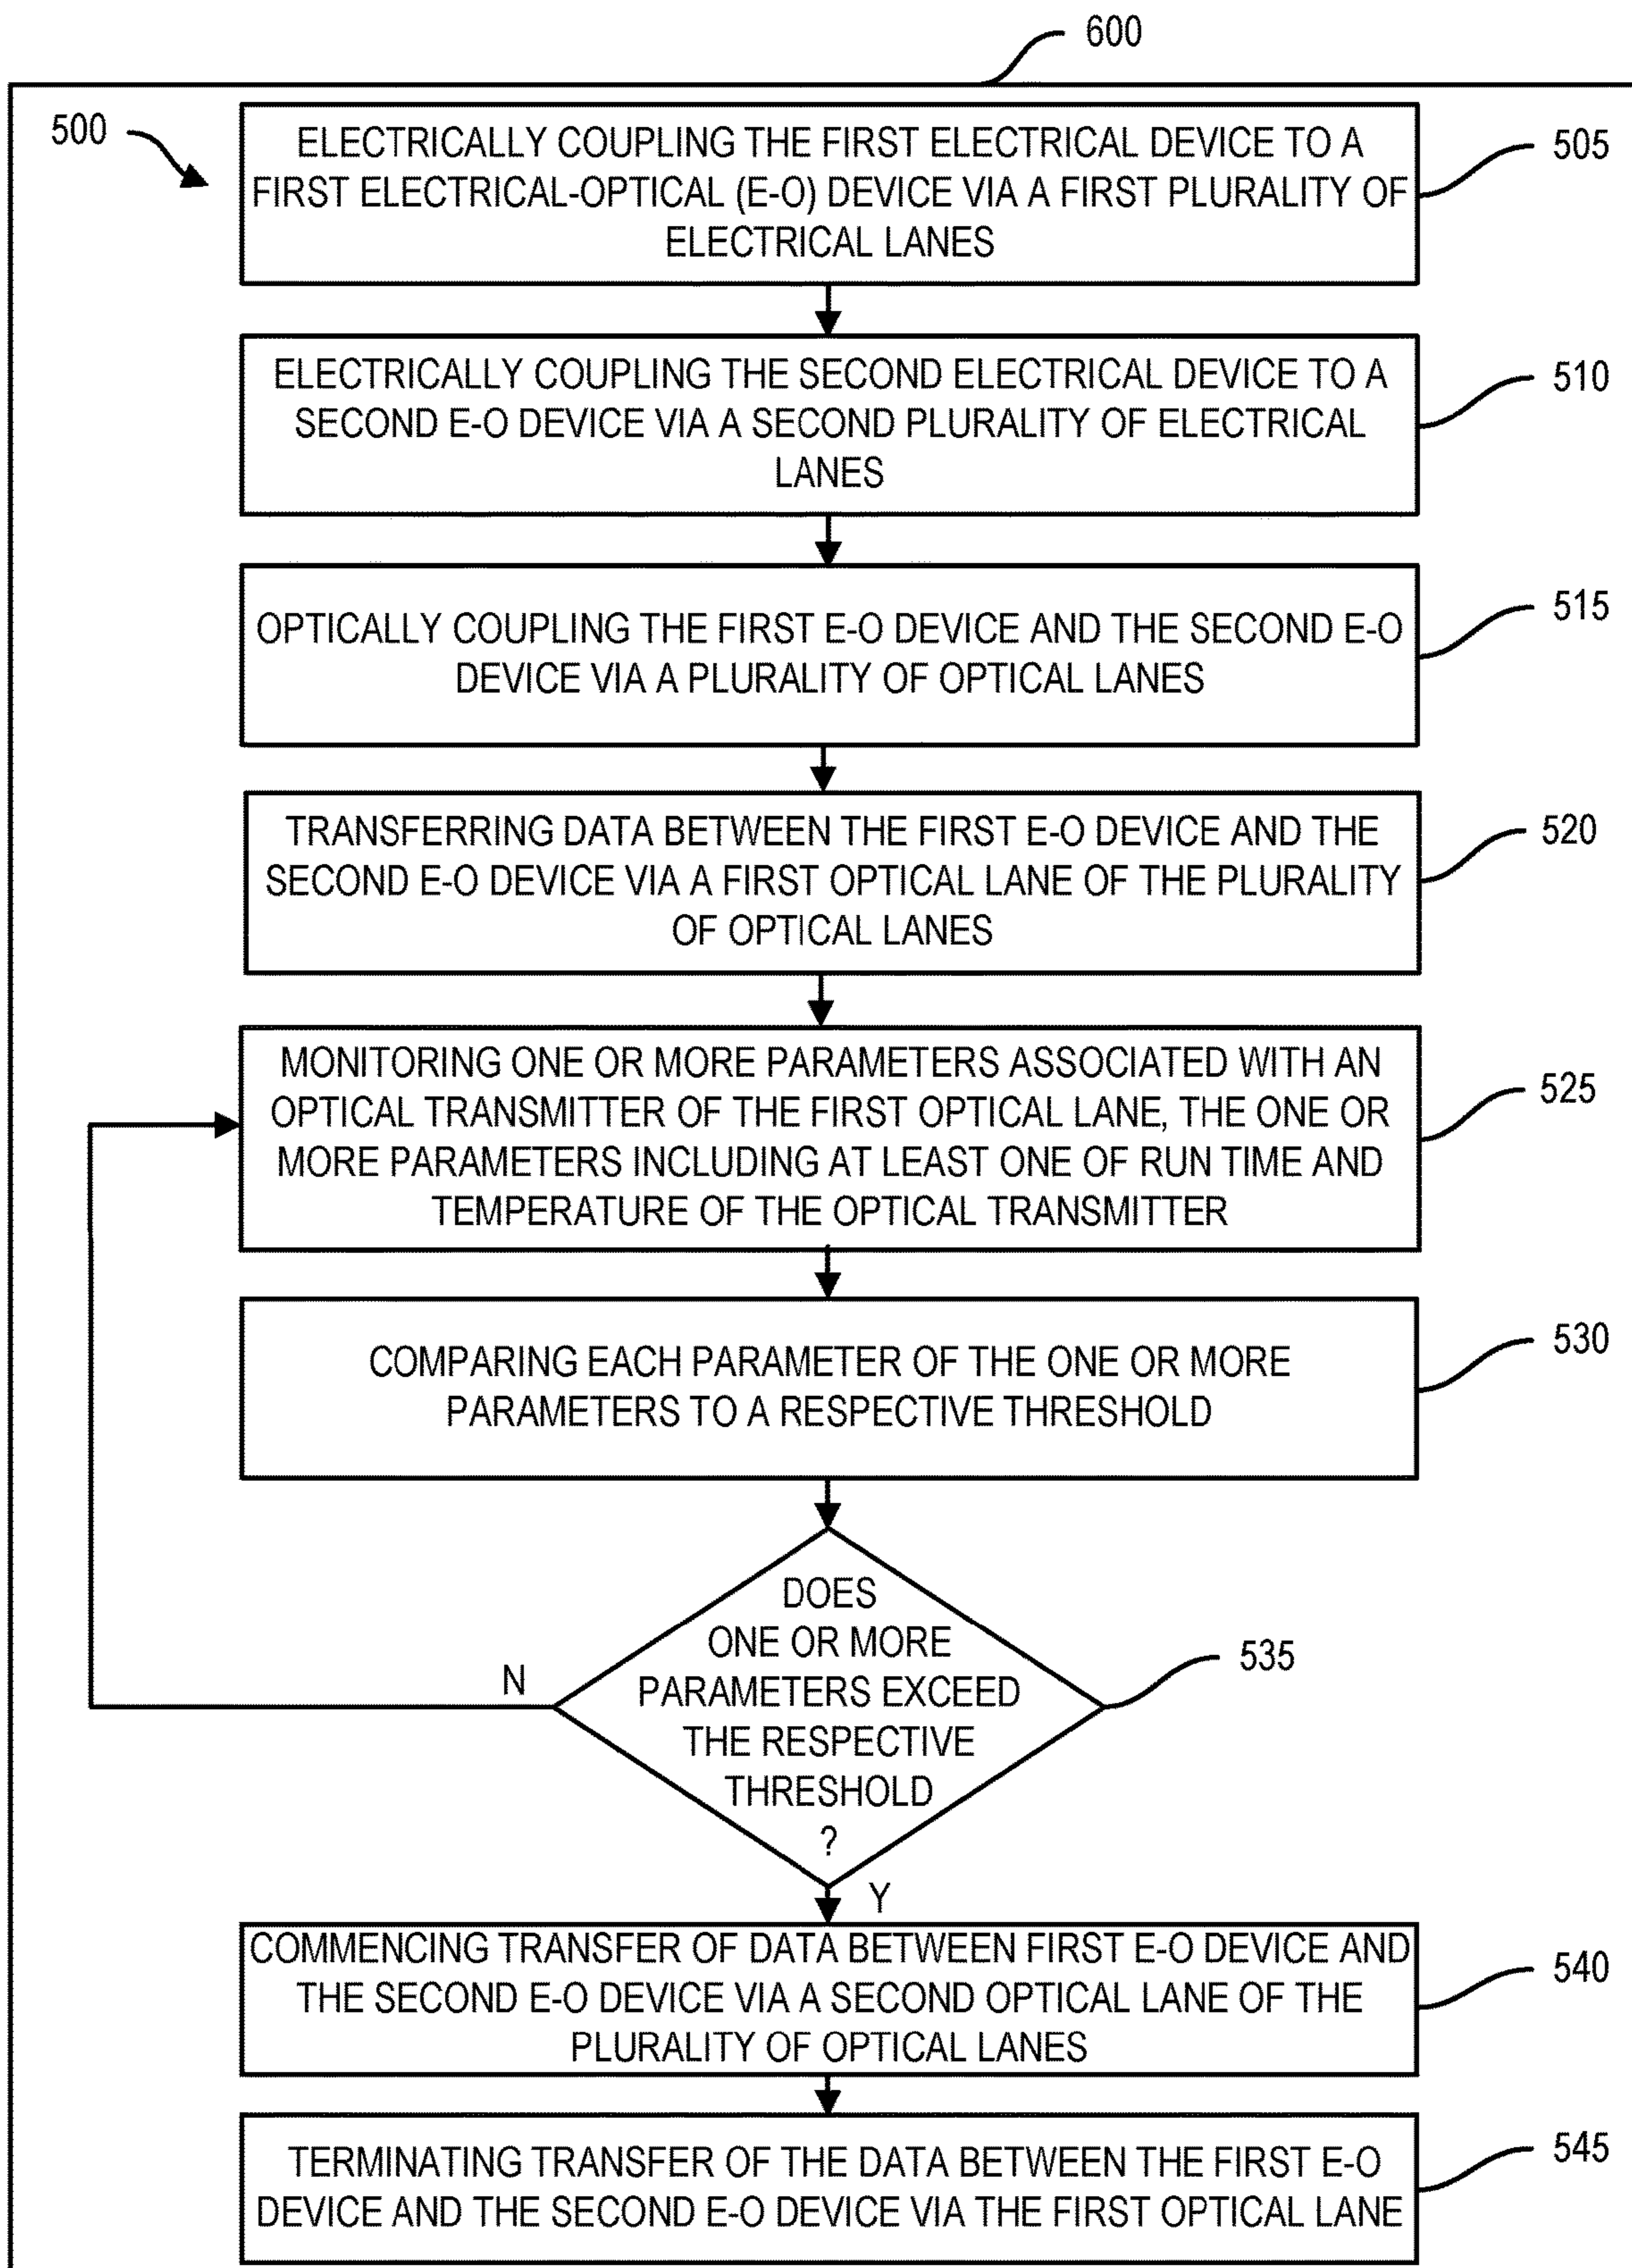 600
500
ELECTRICALLY COUPLING THE FIRST ELECTRICAL DEVICE TO A
FIRST ELECTRICAL-OPTICAL (E-O) DEVICE VIA A FIRST PLURALITY OF
ELECTRICAL LANES
505
ELECTRICALLY COUPLING THE SECOND ELECTRICAL DEVICE TO A
SECOND E-O DEVICE VIA A SECOND PLURALITY OF ELECTRICAL
LANES
510
OPTICALLY COUPLING THE FIRST E-O DEVICE AND THE SECOND E-O
DEVICE VIA A PLURALITY OF OPTICAL LANES
515
TRANSFERRING DATA BETWEEN THE FIRST E-O DEVICE AND THE
SECOND E-O DEVICE VIA A FIRST OPTICAL LANE OF THE PLURALITY
OF OPTICAL LANES
520
MONITORING ONE OR MORE PARAMETERS ASSOCIATED WITH AN
OPTICAL TRANSMITTER OF THE FIRST OPTICAL LANE, THE ONE OR
MORE PARAMETERS INCLUDING AT LEAST ONE OF RUN TIME AND
TEMPERATURE OF THE OPTICAL TRANSMITTER
525
COMPARING EACH PARAMETER OF THE ONE OR MORE
PARAMETERS TO A RESPECTIVE THRESHOLD
530
DOES
ONE OR MORE
PARAMETERS EXCEED
THE RESPECTIVE
THRESHOLD
?
535
N
Y
COMMENCING TRANSFER OF DATA BETWEEN FIRST E-O DEVICE AND
THE SECOND E-O DEVICE VIA A SECOND OPTICAL LANE OF THE
PLURALITY OF OPTICAL LANES
540
TERMINATING TRANSFER OF THE DATA BETWEEN THE FIRST E-O
DEVICE AND THE SECOND E-O DEVICE VIA THE FIRST OPTICAL LANE
545